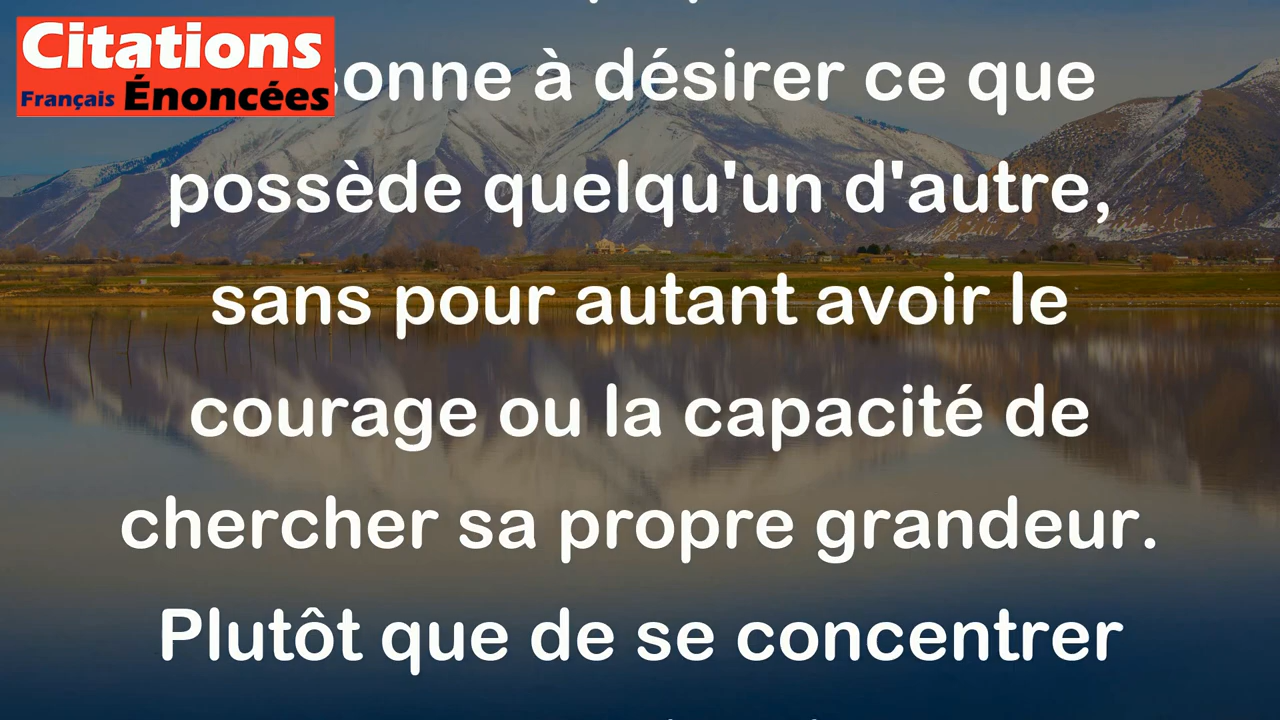 Citations
Français Énoncées
sonne à désirer ce que
possède quelqu'un d'autre,
sans pour autant avoir le
courage ou la capacité de
chercher sa propre grandeur.
Plutôt que de se concentrer